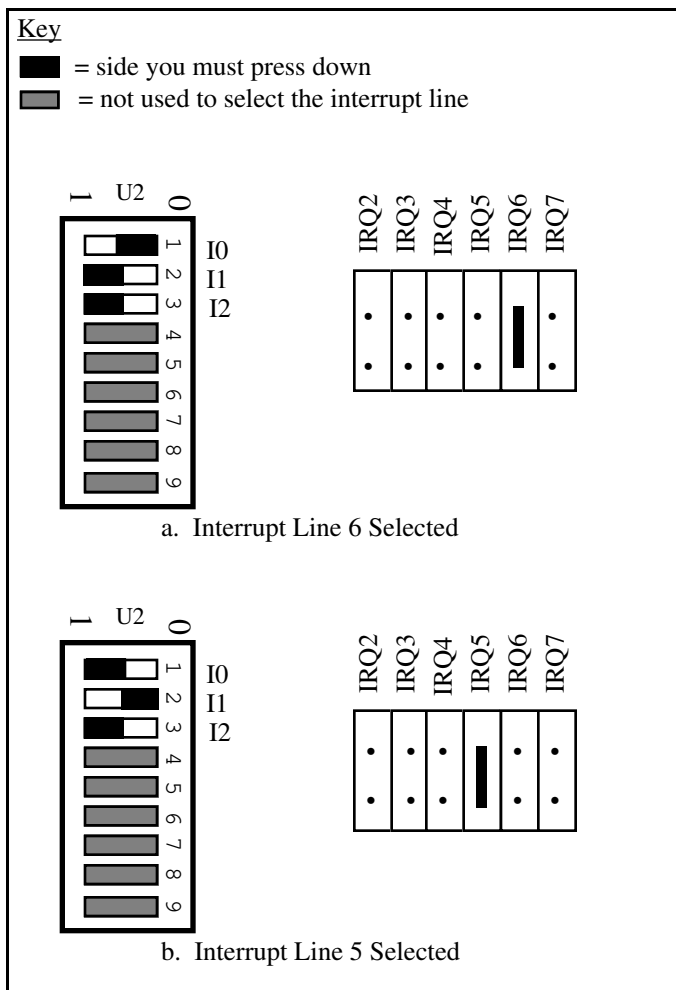 Key
= side you must press down
= not used to select the interrupt line
1 U2 0
IRQ2 IRQ3 IRQ4 IRQ5 IRQ6 IRQ7
1 I0
2 I1
3 I2
4
5
6
7
8
9
a. Interrupt Line 6 Selected
1 U2 0
IRQ2 IRQ3 IRQ4 IRQ5 IRQ6 IRQ7
1 I0
2 I1
3 I2
4
5
6
7
8
9
b. Interrupt Line 5 Selected